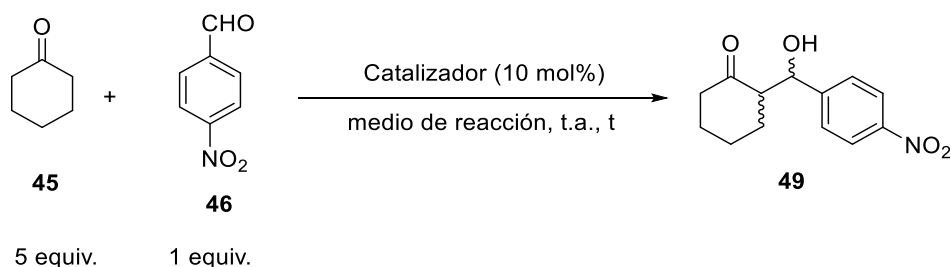 O
+
CHO
NO2
Catalizador (10 mol%)
medio de reacción, t.a., t
O
OH
NO2
45
46
49
5 equiv.
1 equiv.